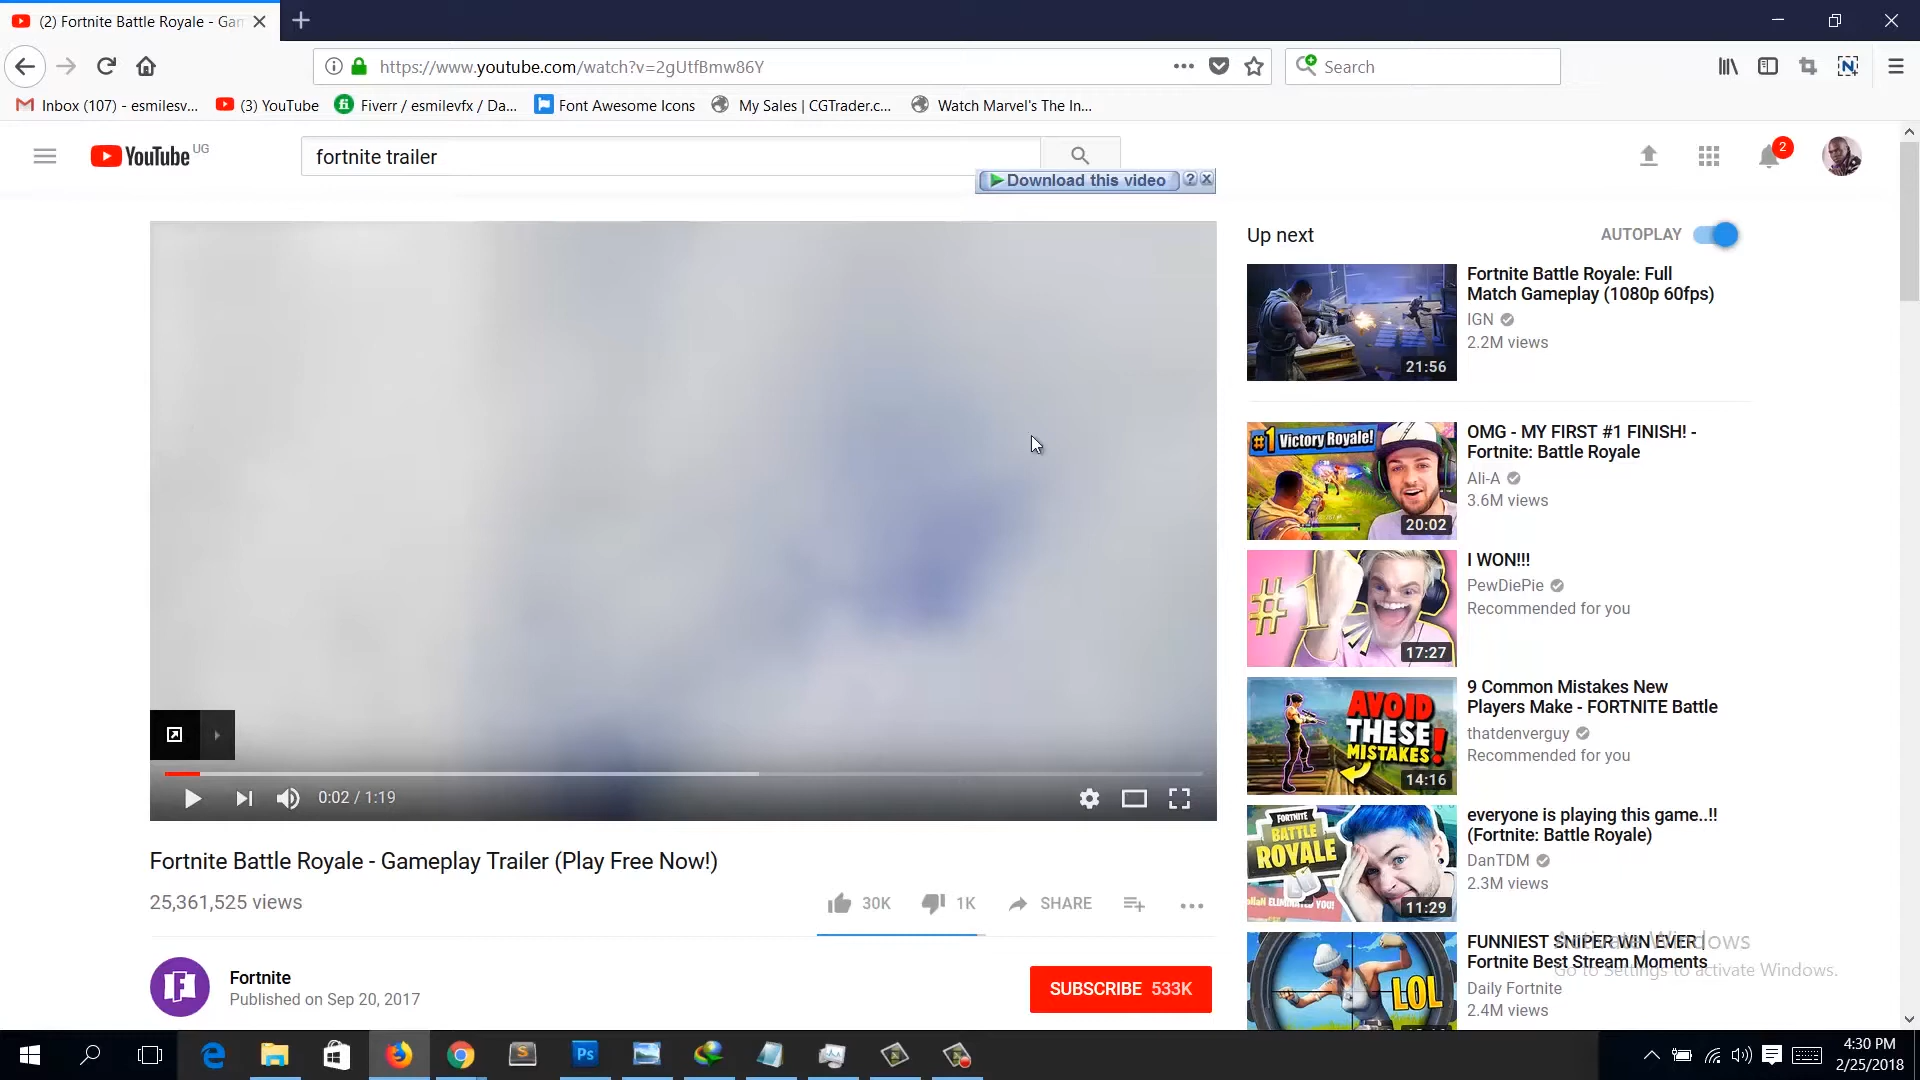 (2) Fortnite Battle Royale - Gam
https://www.youtube.com/watch?v=2gUtfBmw86Y
Search
Inbox (107) - esmilesv...
(3) YouTube
Fiverr / esmilevfx / Da...
Font Awesome Icons
My Sales | CGTrader.c...
Watch Marvel's The In...
YouTube UG
fortnite trailer
2
Download this video
Up next
AUTOPLAY
Fortnite Battle Royale: Full
Match Gameplay (1080p 60fps)
IGN
2.2M views
21:56
#1 Victory Royale!
20:02
OMG - MY FIRST #1 FINISH! -
Fortnite: Battle Royale
Ali-A
3.6M views
#1
17:27
I WON!!!
PewDiePie
Recommended for you
AVOID
THESE
MISTAKES!
14:16
9 Common Mistakes New
Players Make - FORTNITE Battle
thatdenverguy
Recommended for you
FORTNITE
BATTLE
ROYALE
11:29
everyone is playing this game..!!
(Fortnite: Battle Royale)
DanTDM
2.3M views
LOL
FUNNIEST SNIPER WIN EVER |
Fortnite Best Stream Moments
Daily Fortnite
2.4M views
0:02 / 1:19
Fortnite Battle Royale - Gameplay Trailer (Play Free Now!)
25,361,525 views
30K
1K
SHARE
Fortnite
Published on Sep 20, 2017
SUBSCRIBE 533K
Activate Windows
Go to Settings to activate Windows.
Ps
4:30 PM
2/25/2018